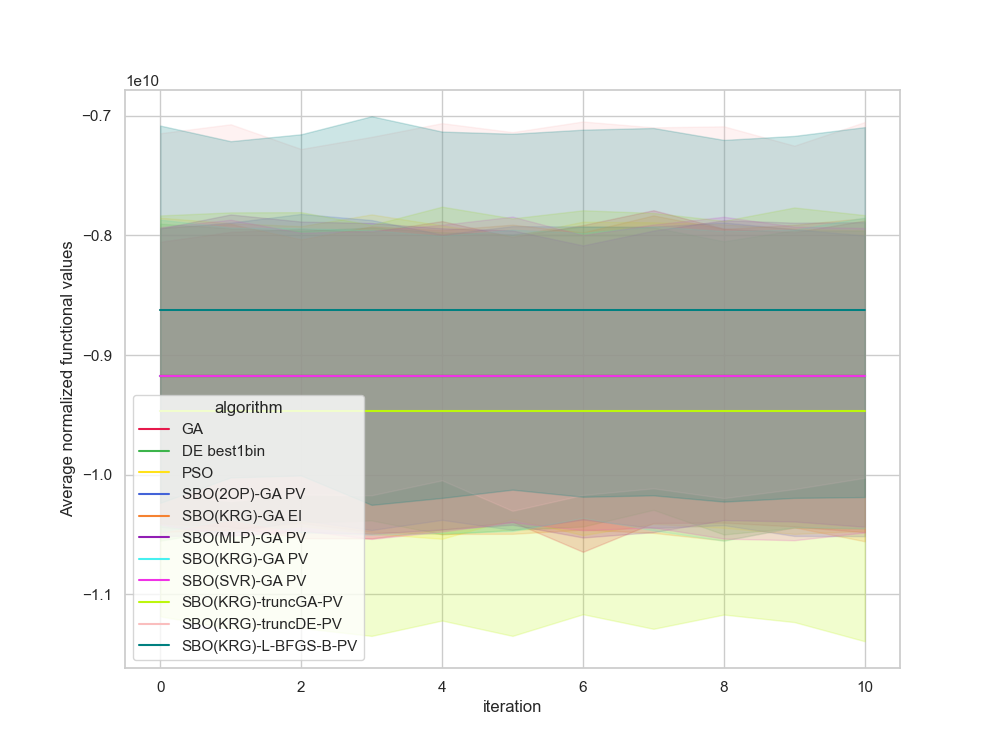 1e10
−0.7
−0.8
−0.9
−1.0
−1.1
Average normalized functional values
algorithm
GA
DE best1bin
PSO
SBO(2OP)-GA PV
SBO(KRG)-GA EI
SBO(MLP)-GA PV
SBO(KRG)-GA PV
SBO(SVR)-GA PV
SBO(KRG)-truncGA-PV
SBO(KRG)-truncDE-PV
SBO(KRG)-L-BFGS-B-PV
0 2 4 6 8 10
iteration